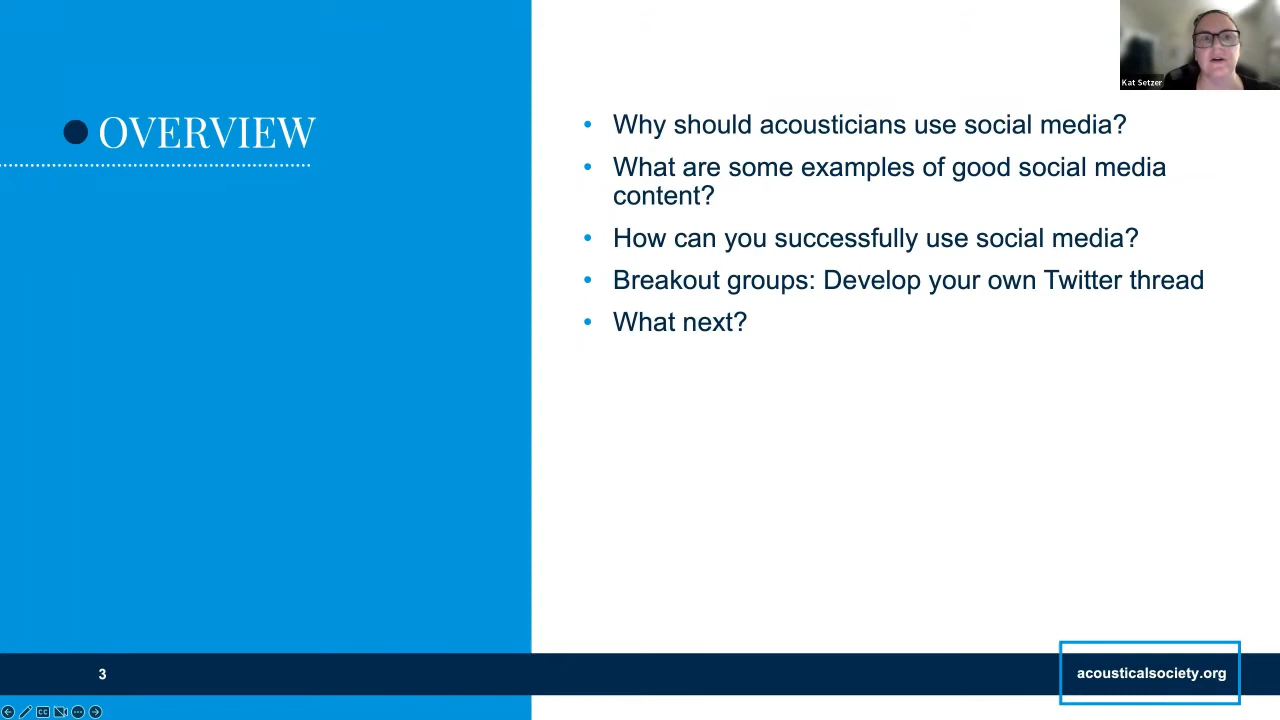 Kat Setzer
OVERVIEW
• Why should acousticians use social media?
• What are some examples of good social media
content?
• How can you successfully use social media?
• Breakout groups: Develop your own Twitter thread
• What next?
3
acousticalsociety.org
CC